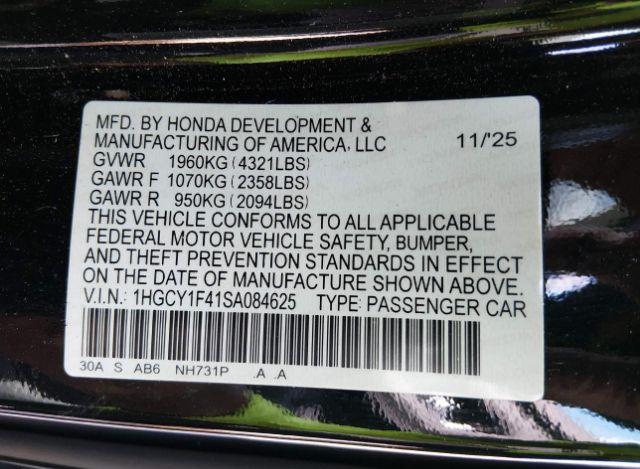 MFD. BY HONDA DEVELOPMENT &
MANUFACTURING OF AMERICA, LLC 11/'25
GVWR 1960KG (4321LBS)
GAWR F 1070KG (2358LBS)
GAWR R 950KG (2094LBS)
THIS VEHICLE CONFORMS TO ALL APPLICABLE
FEDERAL MOTOR VEHICLE SAFETY, BUMPER,
AND THEFT PREVENTION STANDARDS IN EFFECT
ON THE DATE OF MANUFACTURE SHOWN ABOVE.
V.I.N.: 1HGCY1F41SA084625 TYPE: PASSENGER CAR
30A S AB6 NH731P .A .A